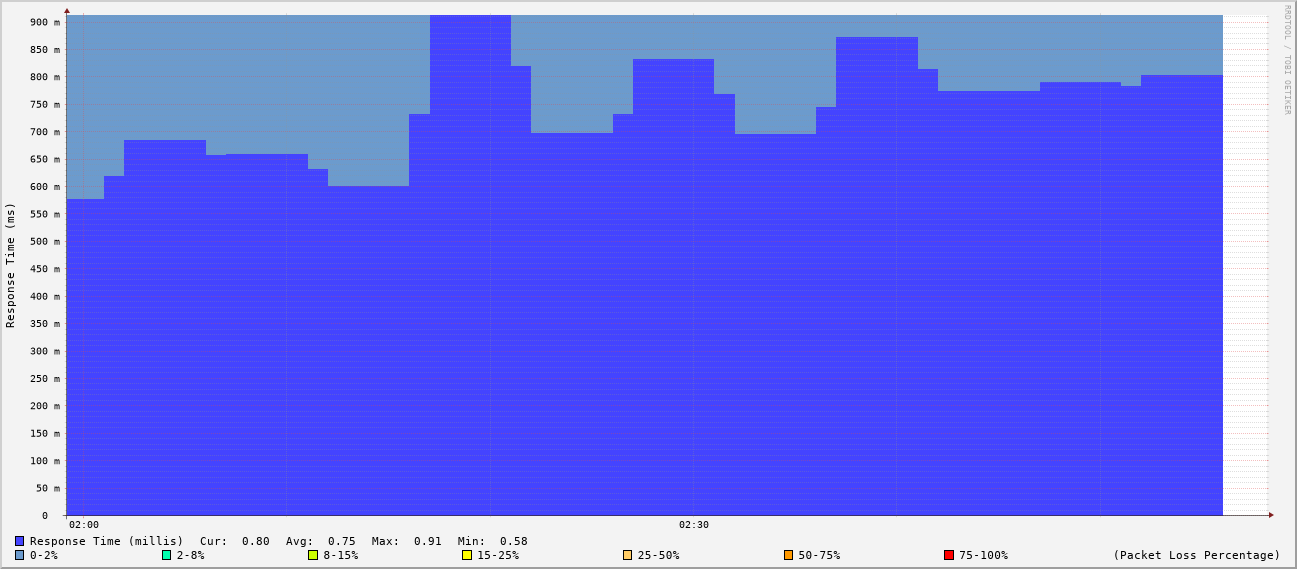 RRDTOOL / TOBI OETIKER
Response Time (ms)
900 m
850 m
800 m
750 m
700 m
650 m
600 m
550 m
500 m
450 m
400 m
350 m
300 m
250 m
200 m
150 m
100 m
50 m
0
02:00 02:30
Response Time (millis) Cur: 0.80 Avg: 0.75 Max: 0.91 Min: 0.58
0-2% 2-8% 8-15% 15-25% 25-50% 50-75% 75-100% (Packet Loss Percentage)